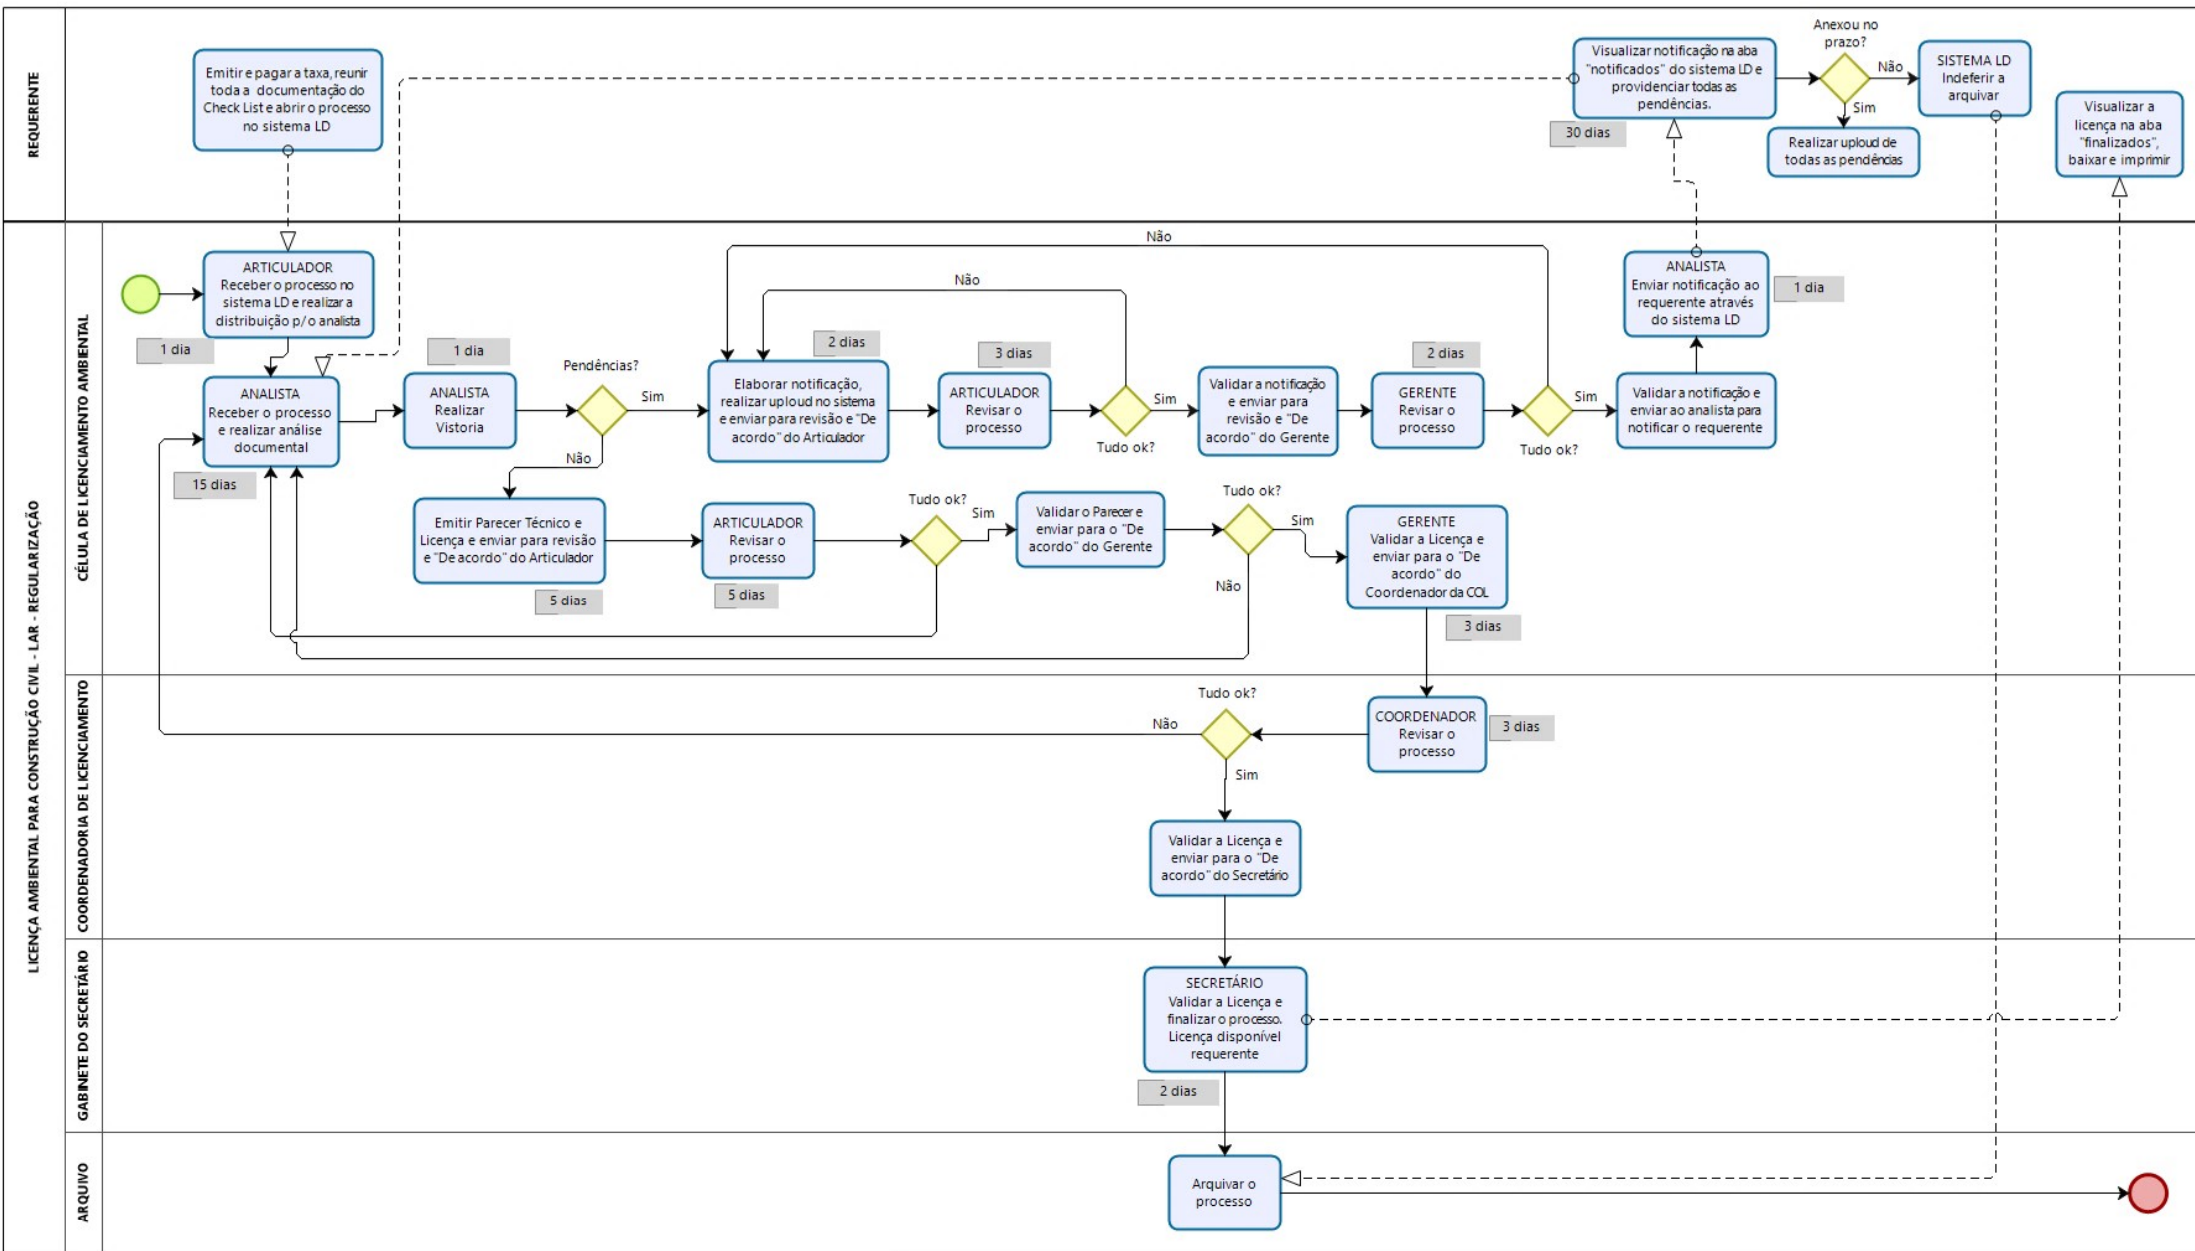 REQUERENTE
Emitir e pagar a taxa, reunir
toda a documentação do
Check List e abrir o processo
no sistema LD
Visualizar notificação na aba
"notificados" do sistema LD e
providenciar todas as
pendências.
30 dias
Anexou no
prazo?
Não
Sim
SISTEMA LD
Indeferir a
arquivar
Realizar uploud de
todas as pendências
Visualizar a
licença na aba
"finalizados",
baixar e imprimir
LICENÇA AMBIENTAL PARA CONSTRUÇÃO CIVIL - LAR - REGULARIZAÇÃO
CÉLULA DE LICENCIAMENTO AMBIENTAL
ARTICULADOR
Receber o processo no
sistema LD e realizar a
distribuição p/ o analista
1 dia
ANALISTA
Receber o processo
e realizar análise
documental
15 dias
1 dia
ANALISTA
Realizar
Vistoria
Pendências?
Sim
Não
2 dias
Elaborar notificação,
realizar uploud no sistema
e enviar para revisão e "De
acordo" do Articulador
3 dias
ARTICULADOR
Revisar o
processo
Não
Tudo ok?
Sim
Validar a notificação
e enviar para
revisão e "De
acordo" do Gerente
2 dias
GERENTE
Revisar o
processo
Não
Tudo ok?
Sim
Validar a notificação e
enviar ao analista para
notificar o requerente
ANALISTA
Enviar notificação ao
requerente através
do sistema LD
1 dia
Emitir Parecer Técnico e
Licença e enviar para revisão
e "De acordo" do Articulador
5 dias
ARTICULADOR
Revisar o
processo
5 dias
Tudo ok?
Sim
Validar o Parecer e
enviar para o "De
acordo" do Gerente
Tudo ok?
Sim
Não
GERENTE
Validar a Licença e
enviar para o "De
acordo" do
Coordenador da COL
3 dias
COORDENADORIA DE LICENCIAMENTO
COORDENADOR
Revisar o
processo
3 dias
Tudo ok?
Não
Sim
Validar a Licença e
enviar para o "De
acordo" do Secretário
GABINETE DO SECRETÁRIO
SECRETÁRIO
Validar a Licença e
finalizar o processo.
Licença disponível
requerente
2 dias
ARQUIVO
Arquivar o
processo